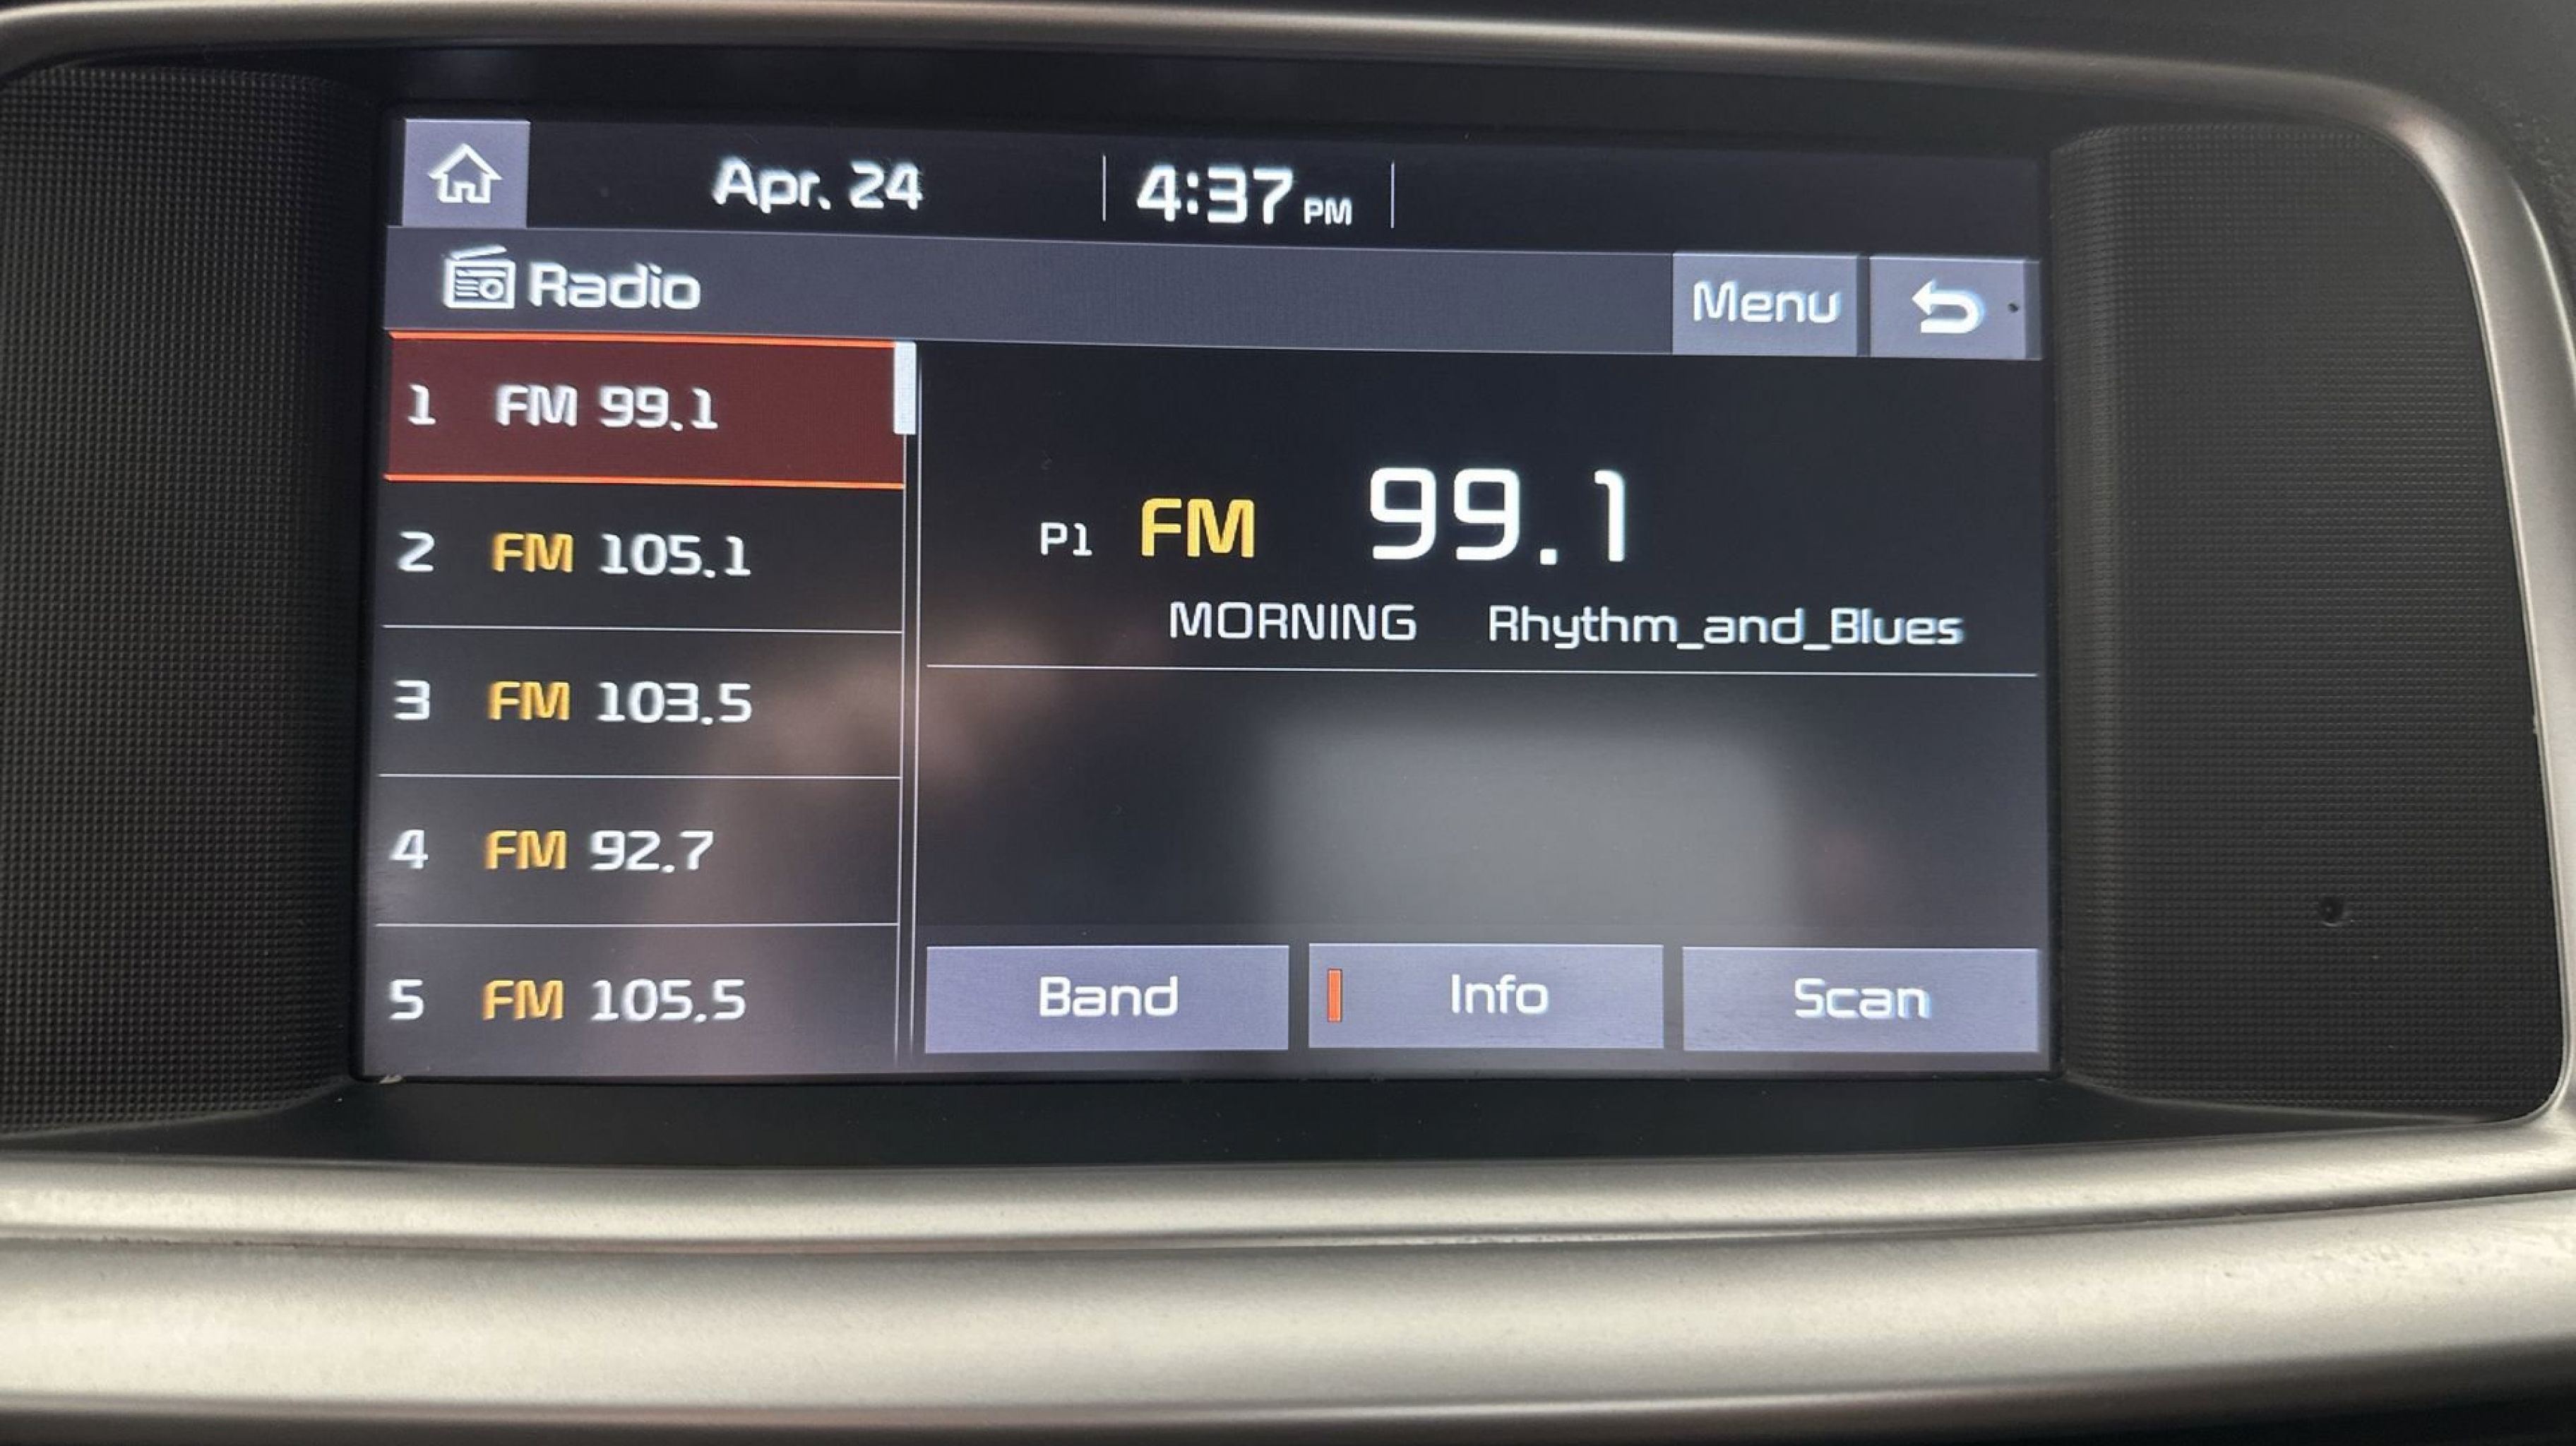 Apr. 24 4:37 PM
Radio Menu
1 FM 99.1
2 FM 105.1
3 FM 103.5
4 FM 92.7
5 FM 105.5
P1 FM 99.1
MORNING Rhythm_and_Blues
Band Info Scan